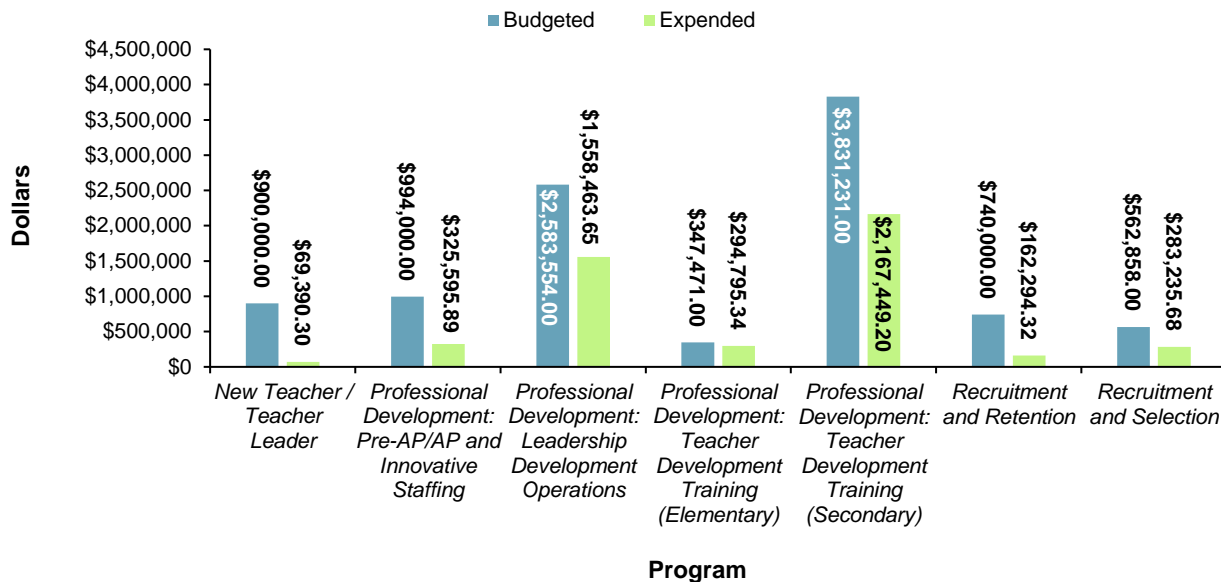 Budgeted Expended
$4,500,000
$4,000,000
$3,500,000
$3,000,000
$2,500,000
$2,000,000
$1,500,000
$1,000,000
$500,000
$0
Dollars
$900,000.00
$69,390.30
$994,000.00
$325,595.89
$2,583,554.00
$1,558,463.65
$347,471.00
$294,795.34
$3,831,231.00
$2,167,449.20
$740,000.00
$162,294.32
$562,858.00
$283,235.68
New Teacher /
Teacher
Leader
Professional
Development:
Pre-AP/AP and
Innovative
Staffing
Professional
Development:
Leadership
Development
Operations
Professional
Development:
Teacher
Development
Training
(Elementary)
Professional
Development:
Teacher
Development
Training
(Secondary)
Recruitment
and Retention
Recruitment
and Selection
Program